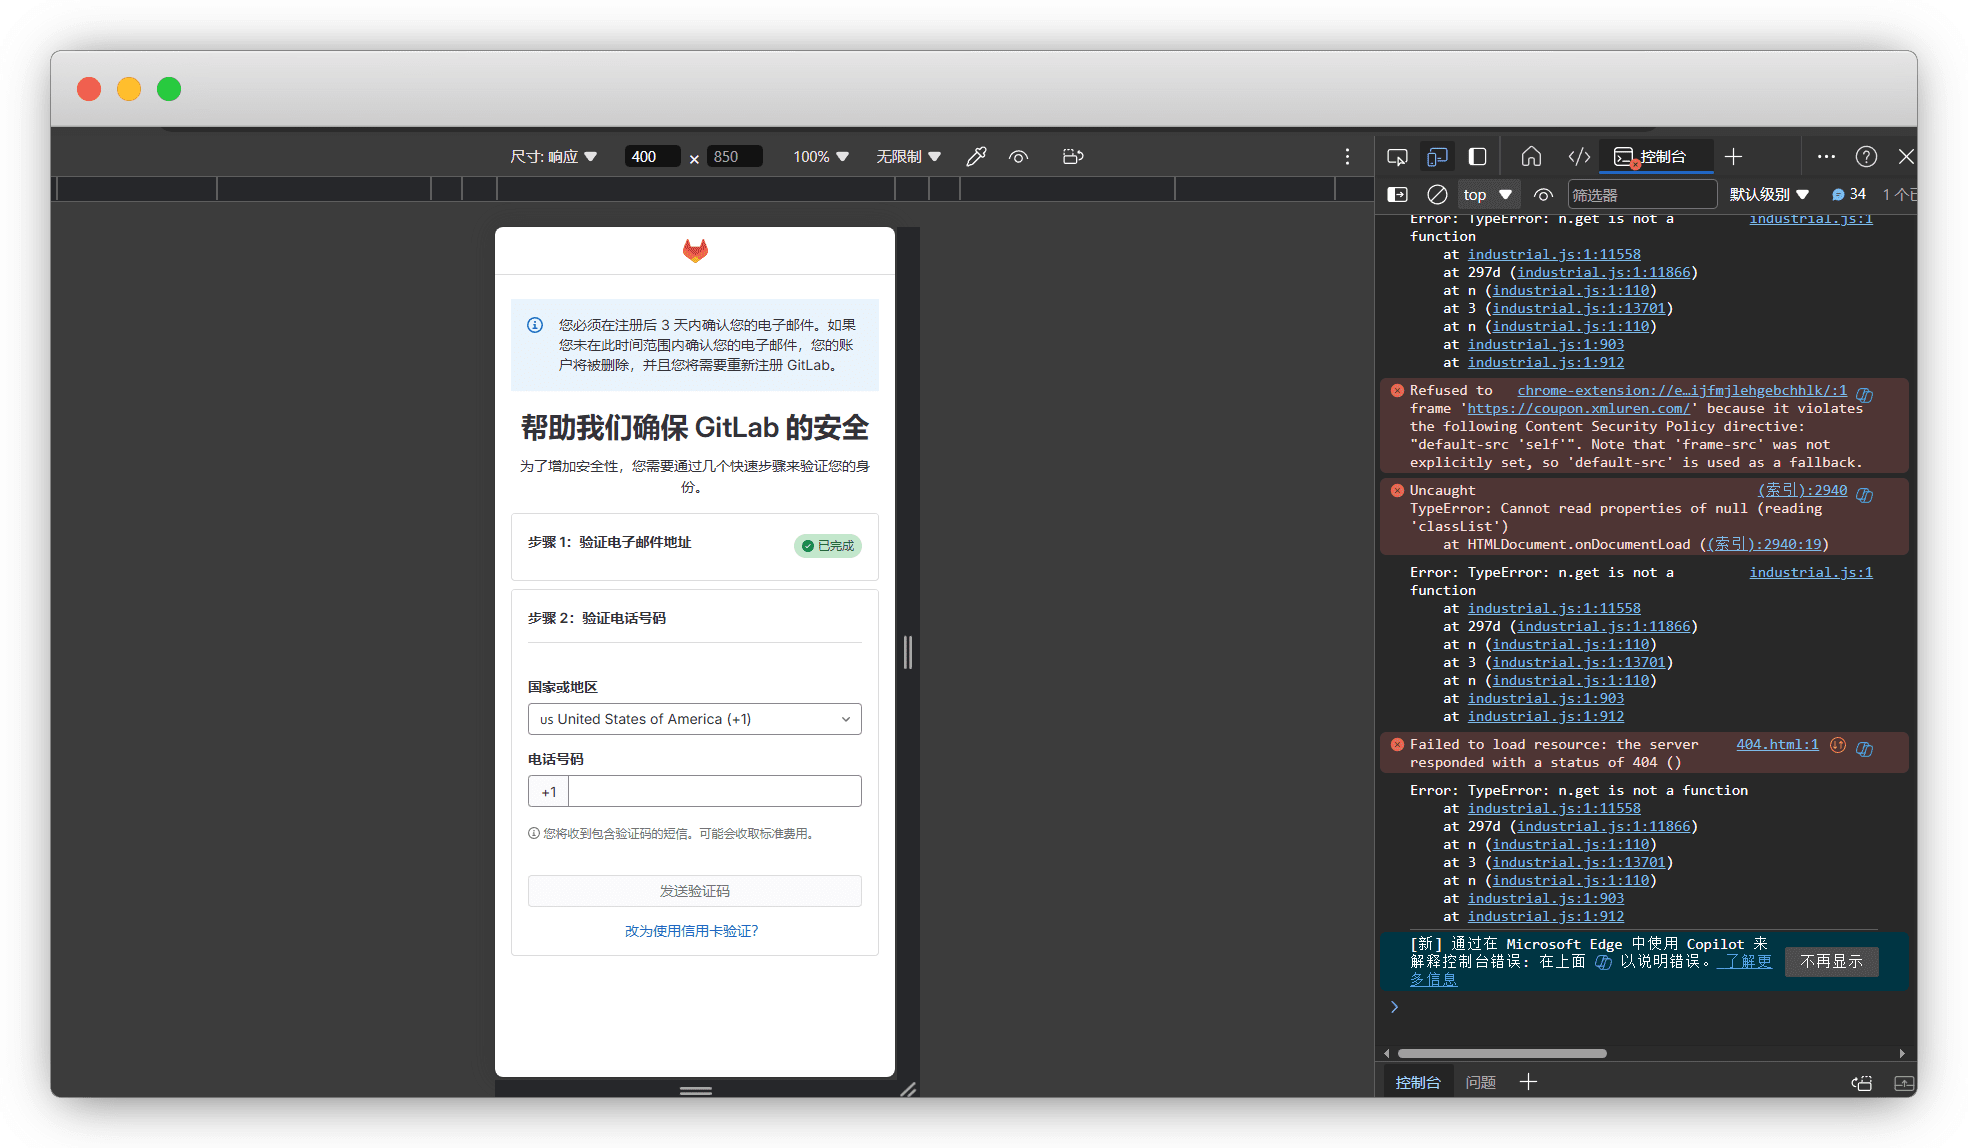 尺寸: 响应
400
×
850
100%
无限制
控制台
top
筛选器
默认级别
34
1 个已
您必须在注册后 3 天内确认您的电子邮件。如果
您未在此时间范围内确认您的电子邮件，您的账
户将被删除，并且您将需要重新注册 GitLab。
帮助我们确保 GitLab 的安全
为了增加安全性，您需要通过几个快速步骤来验证您的身
份。
步骤 1：验证电子邮件地址
已完成
步骤 2：验证电话号码
国家或地区
us United States of America (+1)
电话号码
+1
您将收到包含验证码的短信。可能会收取标准费用。
发送验证码
改为使用信用卡验证？
Error: TypeError: n.get is not a industrial.js:1
function
at industrial.js:1:11558
at 297d (industrial.js:1:11866)
at n (industrial.js:1:110)
at 3 (industrial.js:1:13701)
at n (industrial.js:1:110)
at industrial.js:1:903
at industrial.js:1:912
Refused to chrome-extension://e…ijfmjlehgebchhlk/:1
frame 'https://coupon.xmluren.com/' because it violates
the following Content Security Policy directive:
"default-src 'self'". Note that 'frame-src' was not
explicitly set, so 'default-src' is used as a fallback.
Uncaught (索引):2940
TypeError: Cannot read properties of null (reading
'classList')
at HTMLDocument.onDocumentLoad ((索引):2940:19)
Error: TypeError: n.get is not a industrial.js:1
function
at industrial.js:1:11558
at 297d (industrial.js:1:11866)
at n (industrial.js:1:110)
at 3 (industrial.js:1:13701)
at n (industrial.js:1:110)
at industrial.js:1:903
at industrial.js:1:912
Failed to load resource: the server 404.html:1
responded with a status of 404 ()
Error: TypeError: n.get is not a function
at industrial.js:1:11558
at 297d (industrial.js:1:11866)
at n (industrial.js:1:110)
at 3 (industrial.js:1:13701)
at n (industrial.js:1:110)
at industrial.js:1:903
at industrial.js:1:912
[新] 通过在 Microsoft Edge 中使用 Copilot 来
解释控制台错误: 在上面 以说明错误。 了解更
多信息
不再显示
控制台
问题